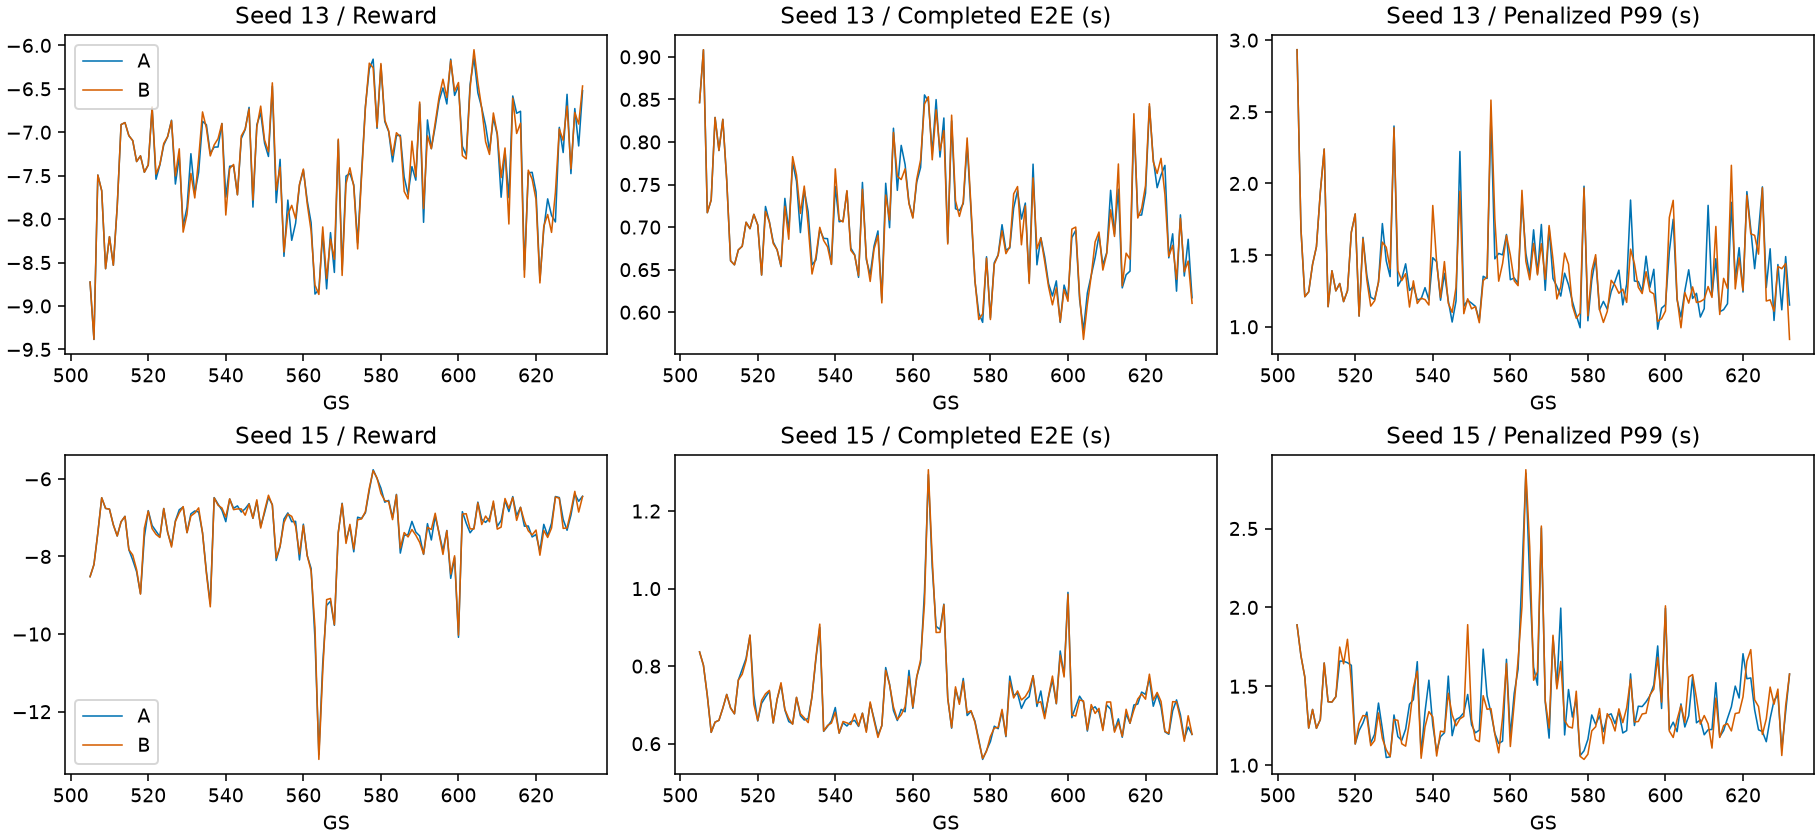 Seed 13 / Reward
Seed 13 / Completed E2E (s)
Seed 13 / Penalized P99 (s)
A
B
−6.0
−6.5
−7.0
−7.5
−8.0
−8.5
−9.0
−9.5
500 520 540 560 580 600 620
GS
0.90
0.85
0.80
0.75
0.70
0.65
0.60
500 520 540 560 580 600 620
GS
3.0
2.5
2.0
1.5
1.0
500 520 540 560 580 600 620
GS
Seed 15 / Reward
Seed 15 / Completed E2E (s)
Seed 15 / Penalized P99 (s)
−6
−8
−10
−12
A
B
500 520 540 560 580 600 620
GS
1.2
1.0
0.8
0.6
500 520 540 560 580 600 620
GS
2.5
2.0
1.5
1.0
500 520 540 560 580 600 620
GS